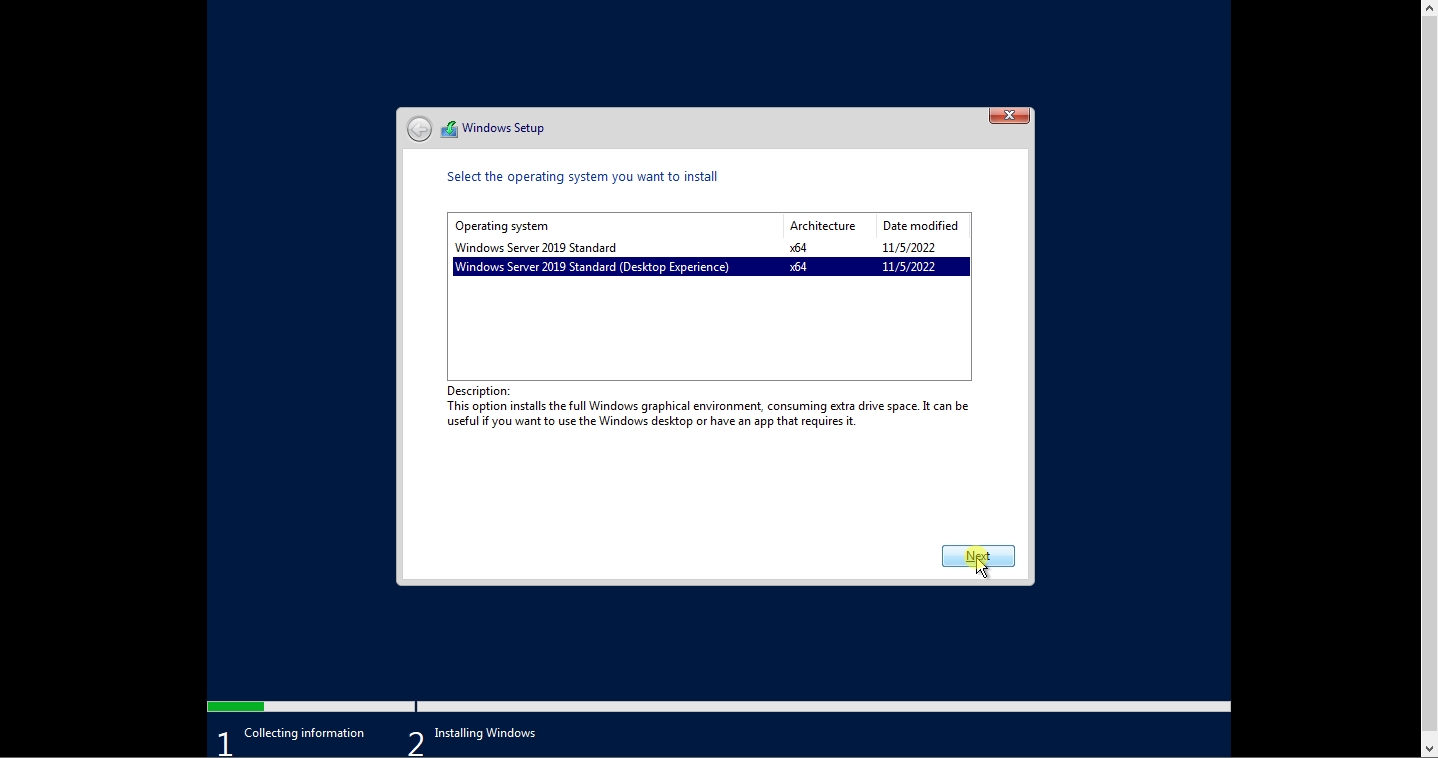 Windows Setup
Select the operating system you want to install
Operating system Architecture Date modified
Windows Server 2019 Standard x64 11/5/2022
Windows Server 2019 Standard (Desktop Experience) x64 11/5/2022
Description:
This option installs the full Windows graphical environment, consuming extra drive space. It can be
useful if you want to use the Windows desktop or have an app that requires it.
Next
1 Collecting information 2 Installing Windows